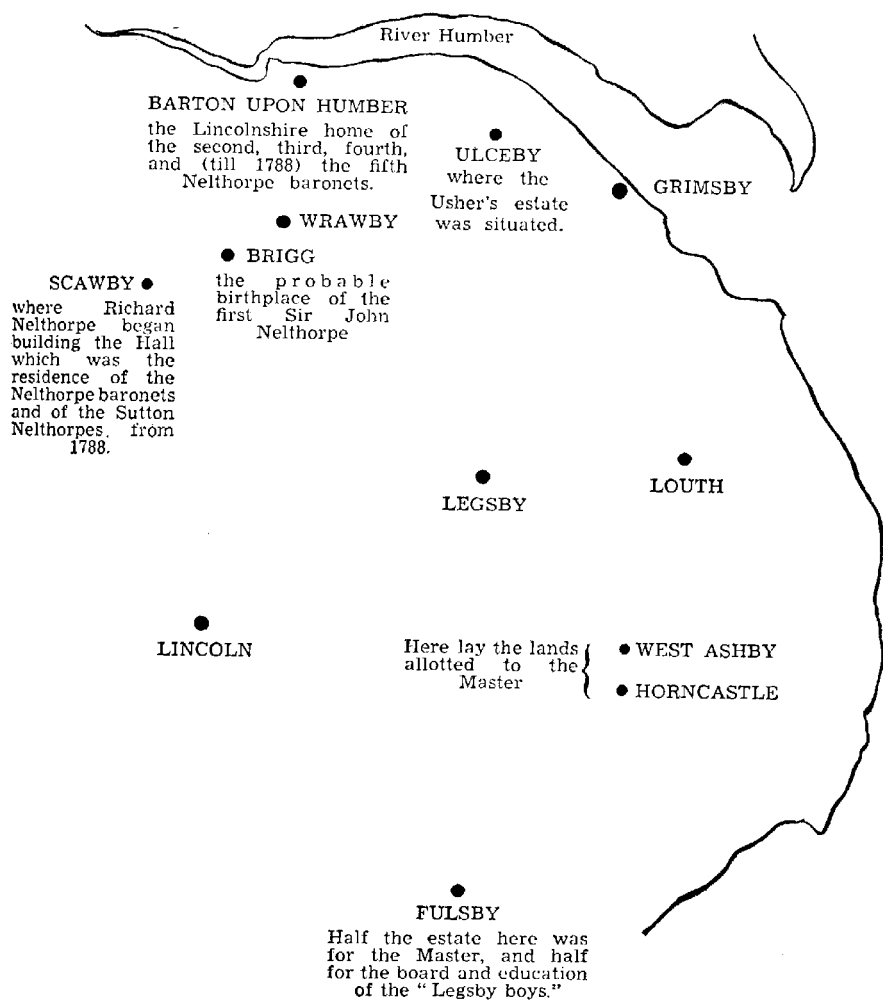 River Humber
BARTON UPON HUMBER
the Lincolnshire home of
the second, third, fourth,
and (till 1788) the fifth
Nelthorpe baronets.
ULCEBY
where the
Usher's estate
was situated.
GRIMSBY
WRAWBY
BRIGG
the probable
birthplace of the
first Sir John
Nelthorpe
SCAWBY
where Richard
Nelthorpe began
building the Hall
which was the
residence of the
Nelthorpe baronets
and of the Sutton
Nelthorpes, from
1788.
LEGSBY
LOUTH
LINCOLN
Here lay the lands
allotted to the
Master
WEST ASHBY
HORNCASTLE
FULSBY
Half the estate here was
for the Master, and half
for the board and education
of the “Legsby boys.”